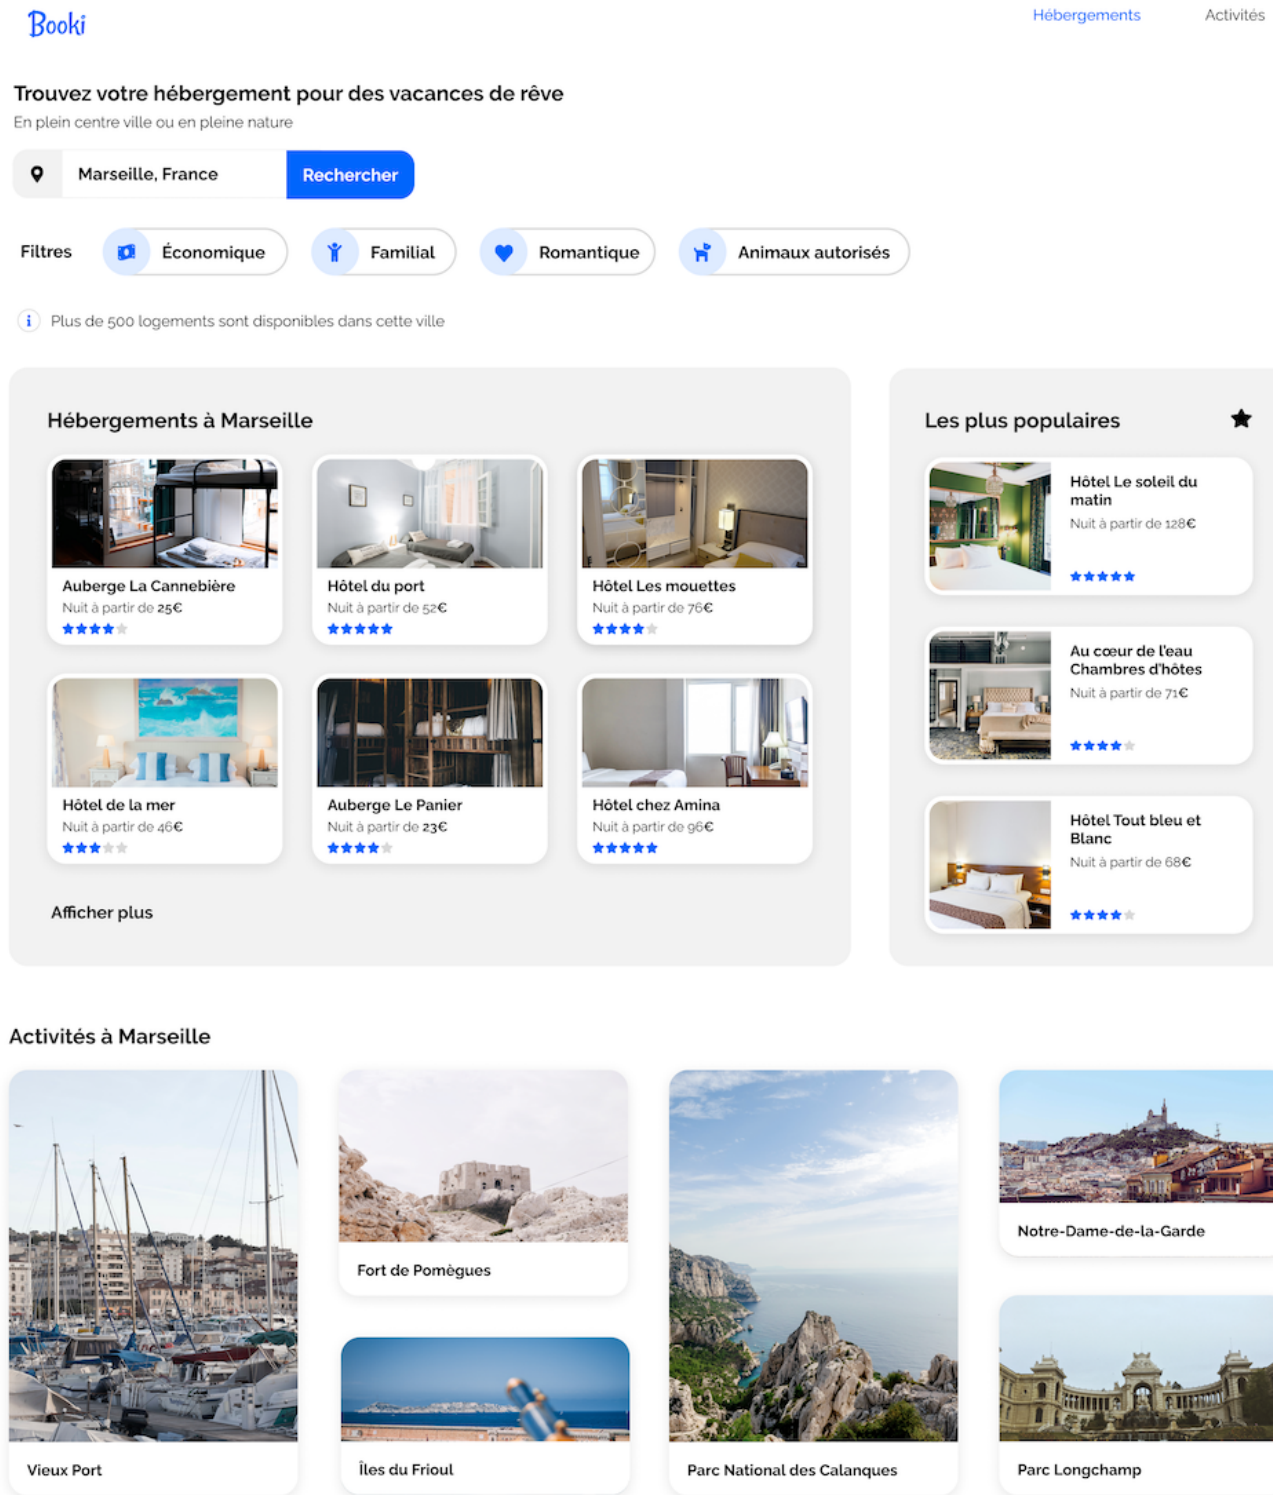 Booki
Hébergements
Activités
Trouvez votre hébergement pour des vacances de rêve
En plein centre ville ou en pleine nature
Marseille, France
Rechercher
Filtres
Économique
Familial
Romantique
Animaux autorisés
Plus de 500 logements sont disponibles dans cette ville
Hébergements à Marseille
Auberge La Cannebière
Nuit à partir de 25€
Hôtel du port
Nuit à partir de 52€
Hôtel Les mouettes
Nuit à partir de 76€
Hôtel de la mer
Nuit à partir de 46€
Auberge Le Panier
Nuit à partir de 23€
Hôtel chez Amina
Nuit à partir de 96€
Afficher plus
Les plus populaires
Hôtel Le soleil du
matin
Nuit à partir de 128€
Au cœur de l'eau
Chambres d'hôtes
Nuit à partir de 71€
Hôtel Tout bleu et
Blanc
Nuit à partir de 68€
Activités à Marseille
Vieux Port
Fort de Pomègues
Îles du Frioul
Parc National des Calanques
Notre-Dame-de-la-Garde
Parc Longchamp